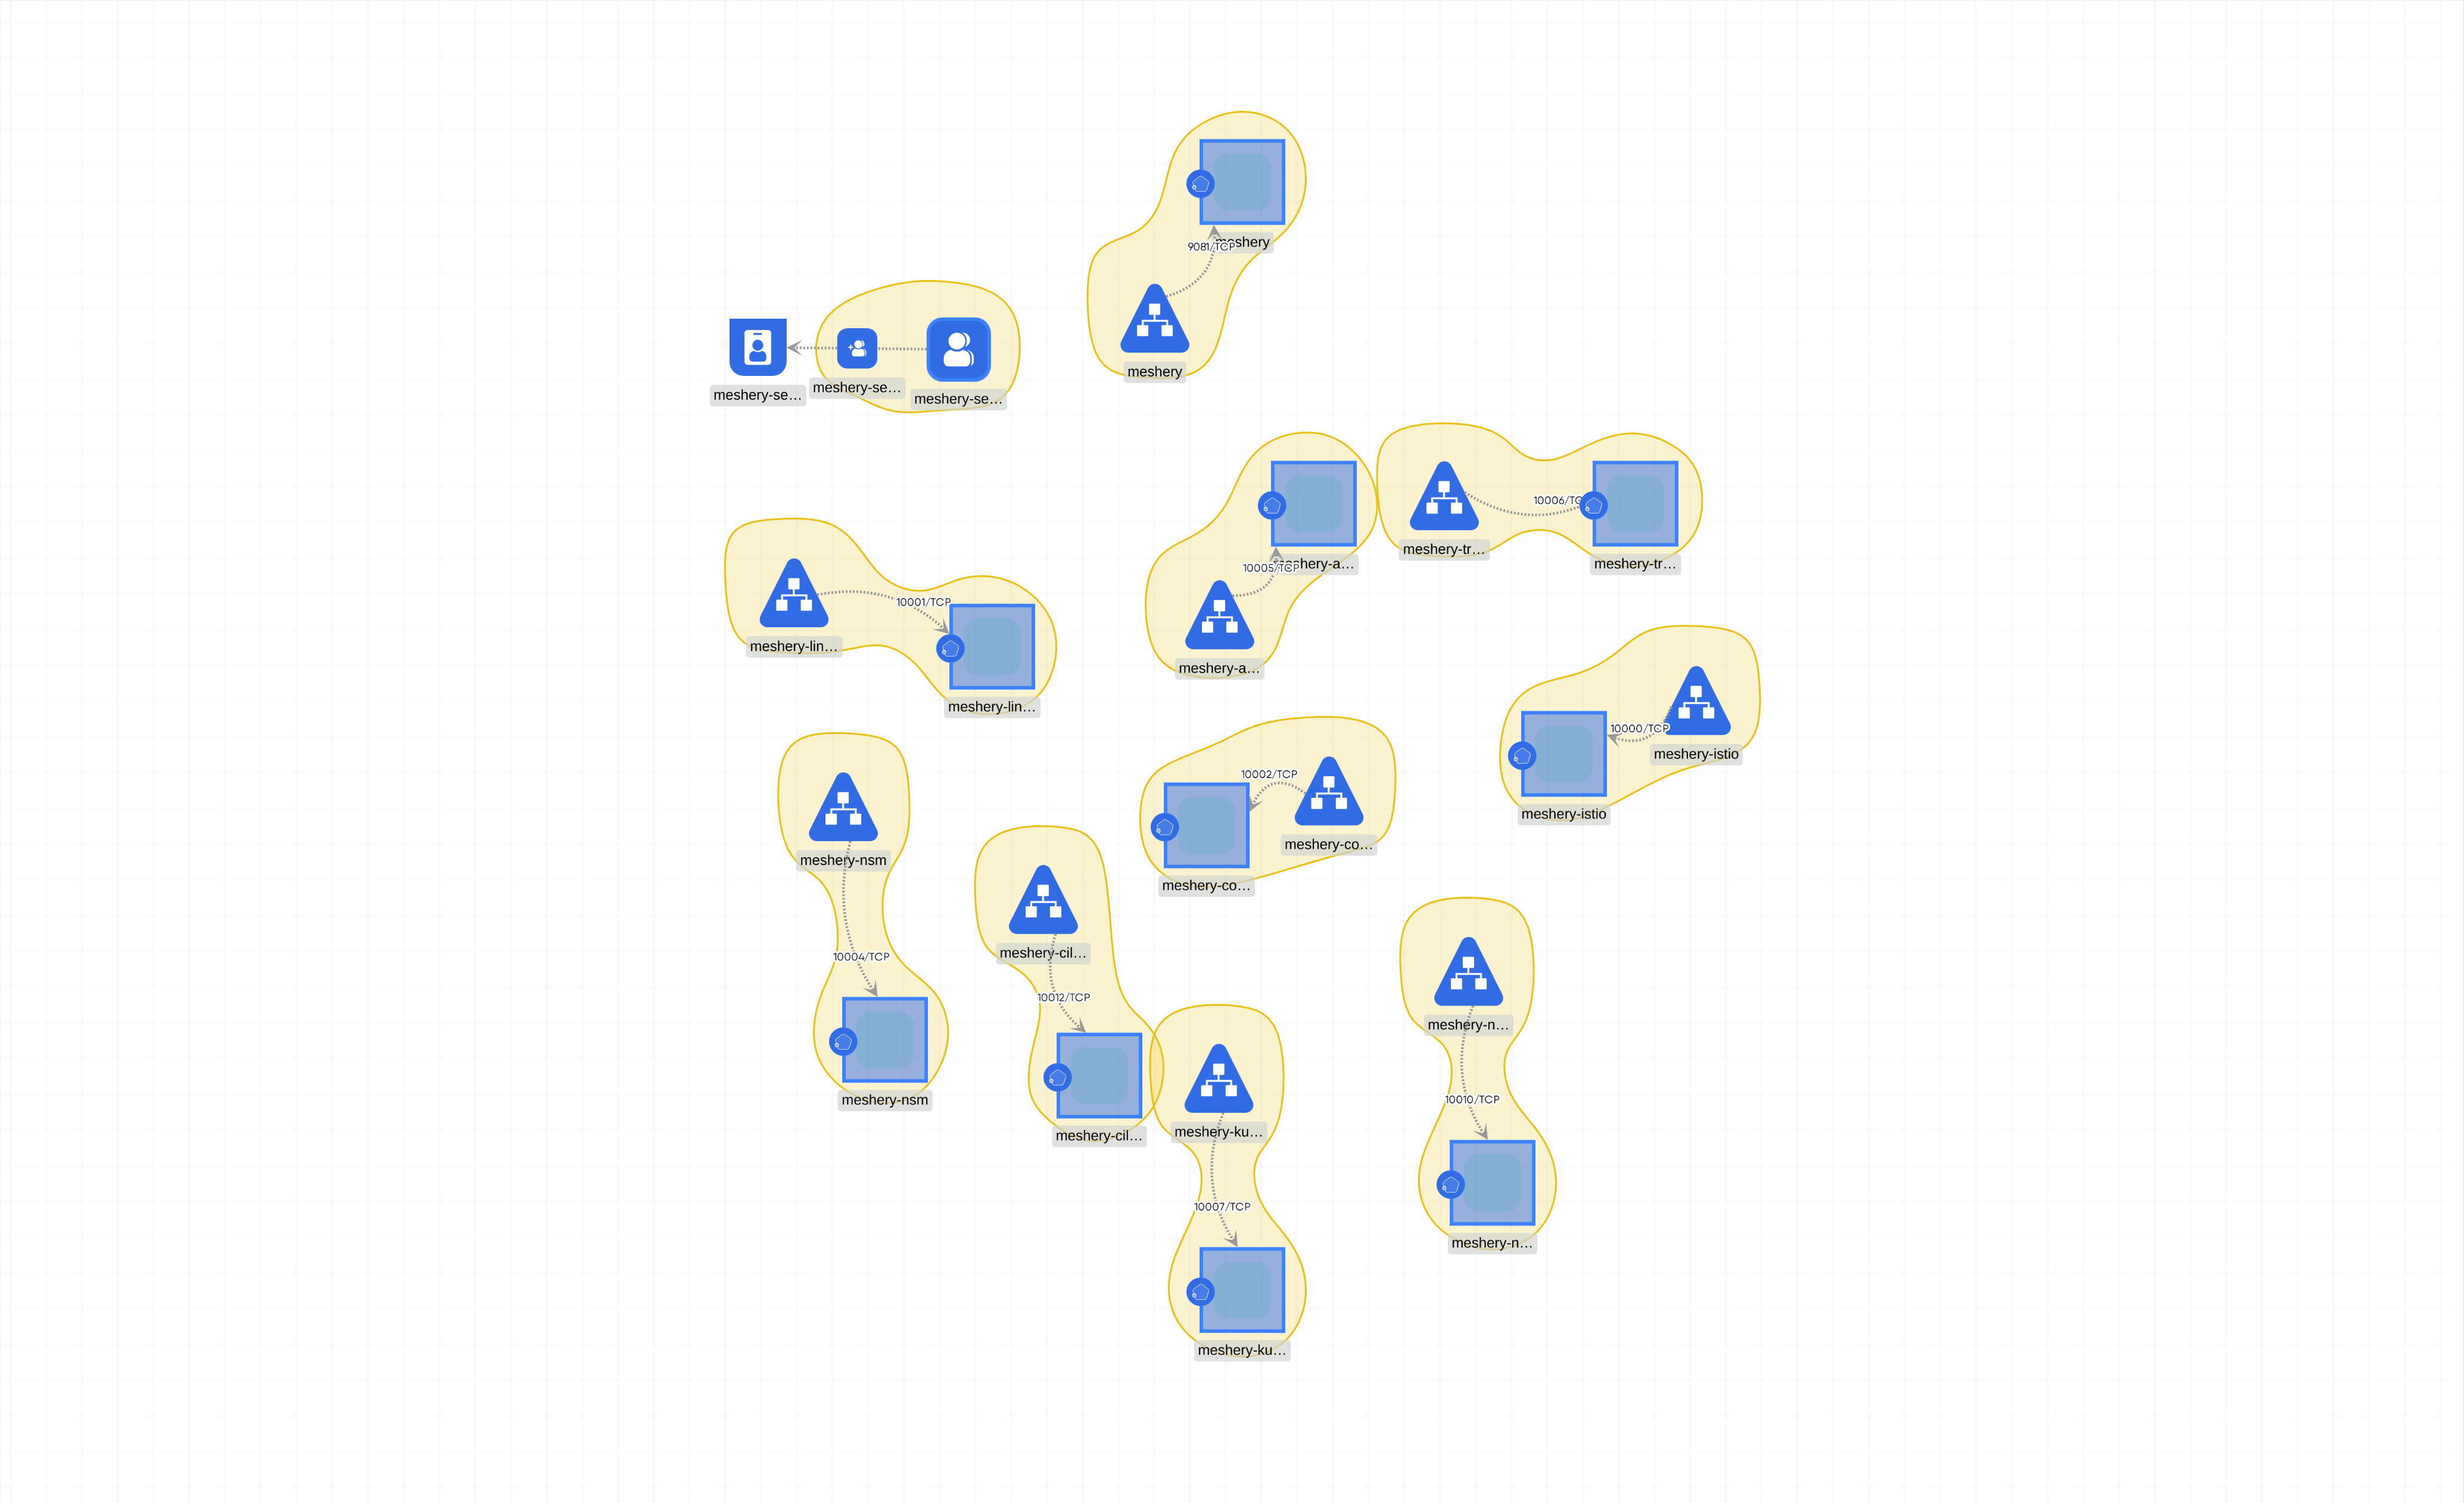 meshery
9081/TCP
meshery
meshery-se…
meshery-se…
meshery-se…
10006/TC
meshery-tr…
meshery-tr…
meshery-a…
10005/TCP
meshery-a…
10001/TCP
meshery-lin…
meshery-lin…
10000/TCP
meshery-istio
meshery-istio
10002/TCP
meshery-co…
meshery-co…
meshery-nsm
10004/TCP
meshery-nsm
meshery-cil…
10012/TCP
meshery-cil…
meshery-n…
10010/TCP
meshery-n…
meshery-ku…
10007/TCP
meshery-ku…